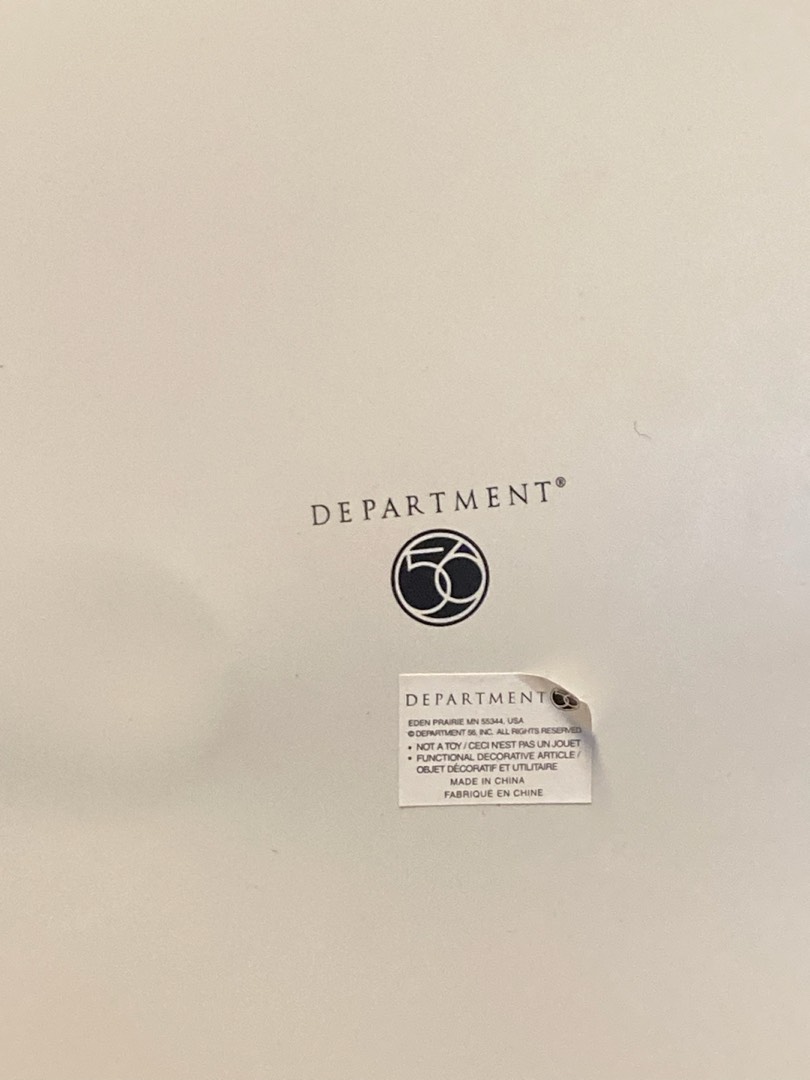 DEPARTMENT®
56
DEPARTMENT 56
EDEN PRAIRIE MN 55344, USA
© DEPARTMENT 56, INC. ALL RIGHTS RESERVED
• NOT A TOY / CECI N'EST PAS UN JOUET
• FUNCTIONAL DECORATIVE ARTICLE /
OBJET DÉCORATIF ET UTILITAIRE
MADE IN CHINA
FABRIQUÉ EN CHINE